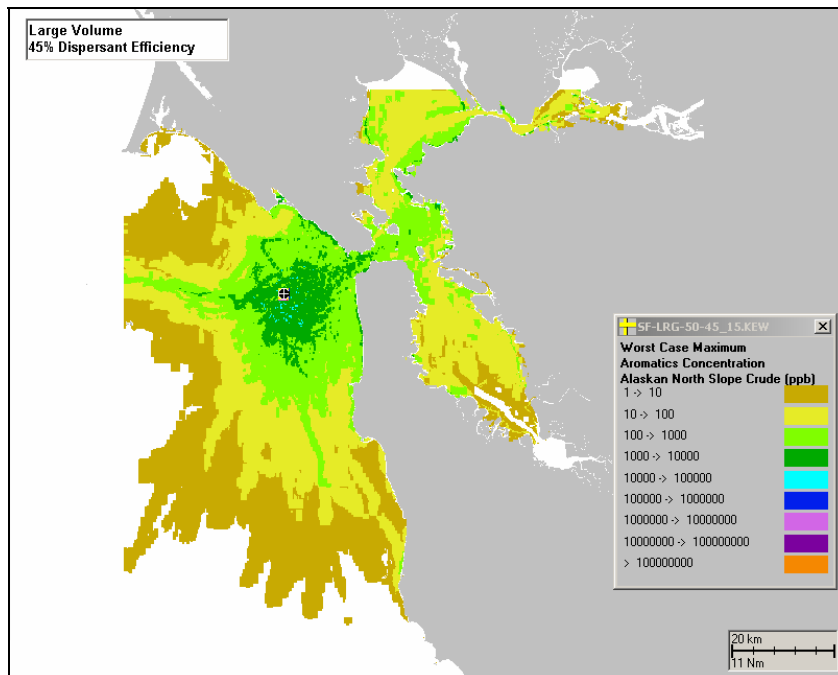 Large Volume
45% Dispersant Efficiency
SF-LRG-50-45_15.KEW
Worst Case Maximum
Aromatics Concentration
Alaskan North Slope Crude (ppb)
1 -> 10
10 -> 100
100 -> 1000
1000 -> 10000
10000 -> 100000
100000 -> 1000000
1000000 -> 10000000
10000000 -> 100000000
> 100000000
20 km
11 Nm